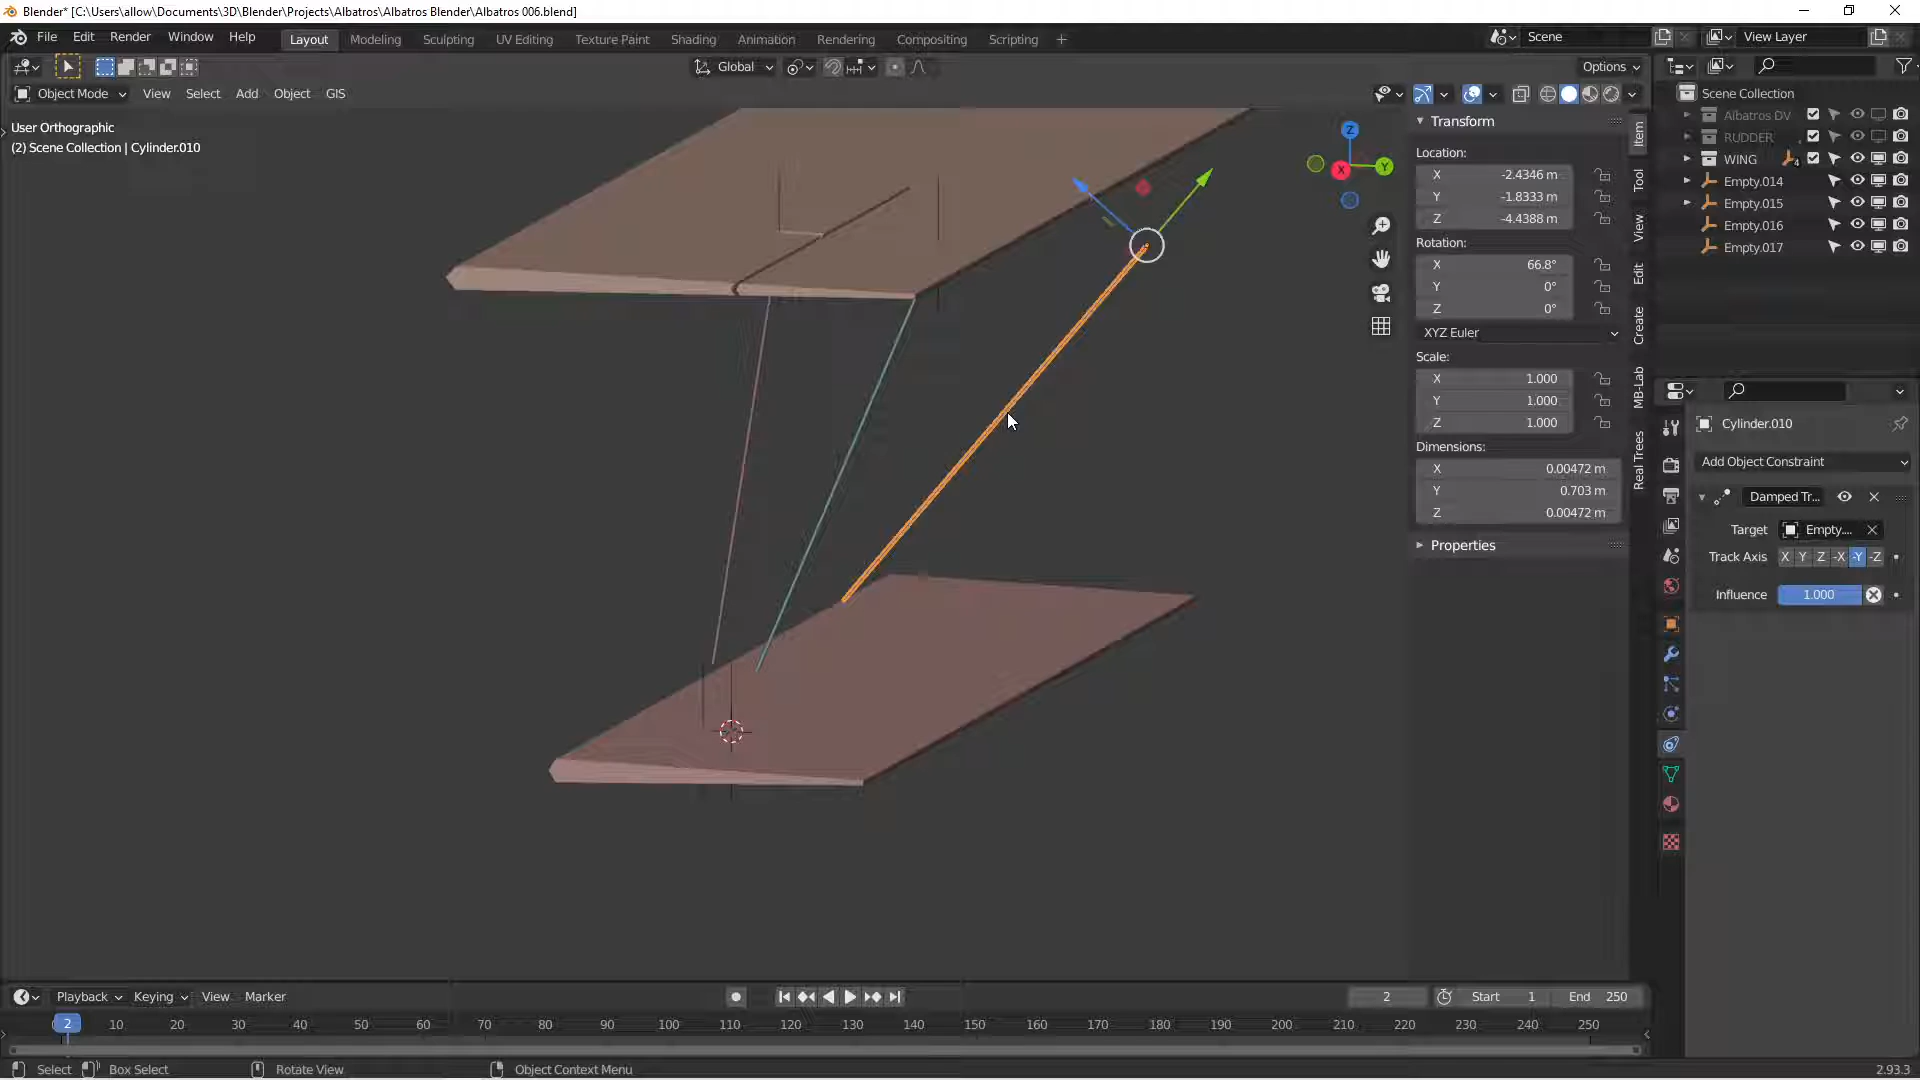 Blender* [C:\Users\allow\Documents\3D\Blender\Projects\Albatros\Albatros Blender\Albatros 006.blend]
File Edit Render Window Help Layout Modeling Sculpting UV Editing Texture Paint Shading Animation Rendering Compositing Scripting + Scene View Layer
Global Options
Object Mode View Select Add Object GIS
User Orthographic
(2) Scene Collection | Cylinder.010
Z
Y
X
Transform
Location:
X -2.4346 m
Y -1.8333 m
Z -4.4388 m
Rotation:
X 66.8°
Y 0°
Z 0°
XYZ Euler
Scale:
X 1.000
Y 1.000
Z 1.000
Dimensions:
X 0.00472 m
Y 0.703 m
Z 0.00472 m
Properties
Item
Tool
View
Edit
Create
MB-Lab
Real Trees
Scene Collection
Albatros DV
RUDDER
WING 4
Empty.014
Empty.015
Empty.016
Empty.017
Cylinder.010
Add Object Constraint
Damped Tr...
Target Empty....
Track Axis X Y Z -X -Y -Z
Influence 1.000
Playback Keying View Marker 2 Start 1 End 250
2 10 20 30 40 50 60 70 80 90 100 110 120 130 140 150 160 170 180 190 200 210 220 230 240 250
Select Box Select Rotate View Object Context Menu 2.93.3